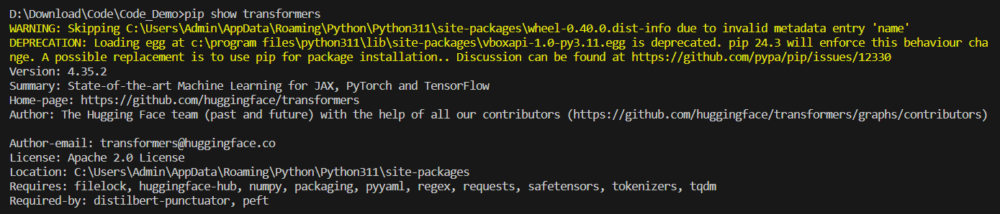 D:\Download\Code\Code_Demo>pip show transformers
WARNING: Skipping C:\Users\Admin\AppData\Roaming\Python\Python311\site-packages\wheel-0.40.0.dist-info due to invalid metadata entry 'name'
DEPRECATION: Loading egg at c:\program files\python311\lib\site-packages\vboxapi-1.0-py3.11.egg is deprecated. pip 24.3 will enforce this behaviour cha
nge. A possible replacement is to use pip for package installation.. Discussion can be found at https://github.com/pypa/pip/issues/12330
Version: 4.35.2
Summary: State-of-the-art Machine Learning for JAX, PyTorch and TensorFlow
Home-page: https://github.com/huggingface/transformers
Author: The Hugging Face team (past and future) with the help of all our contributors (https://github.com/huggingface/transformers/graphs/contributors)
Author-email: transformers@huggingface.co
License: Apache 2.0 License
Location: C:\Users\Admin\AppData\Roaming\Python\Python311\site-packages
Requires: filelock, huggingface-hub, numpy, packaging, pyyaml, regex, requests, safetensors, tokenizers, tqdm
Required-by: distilbert-punctuator, peft